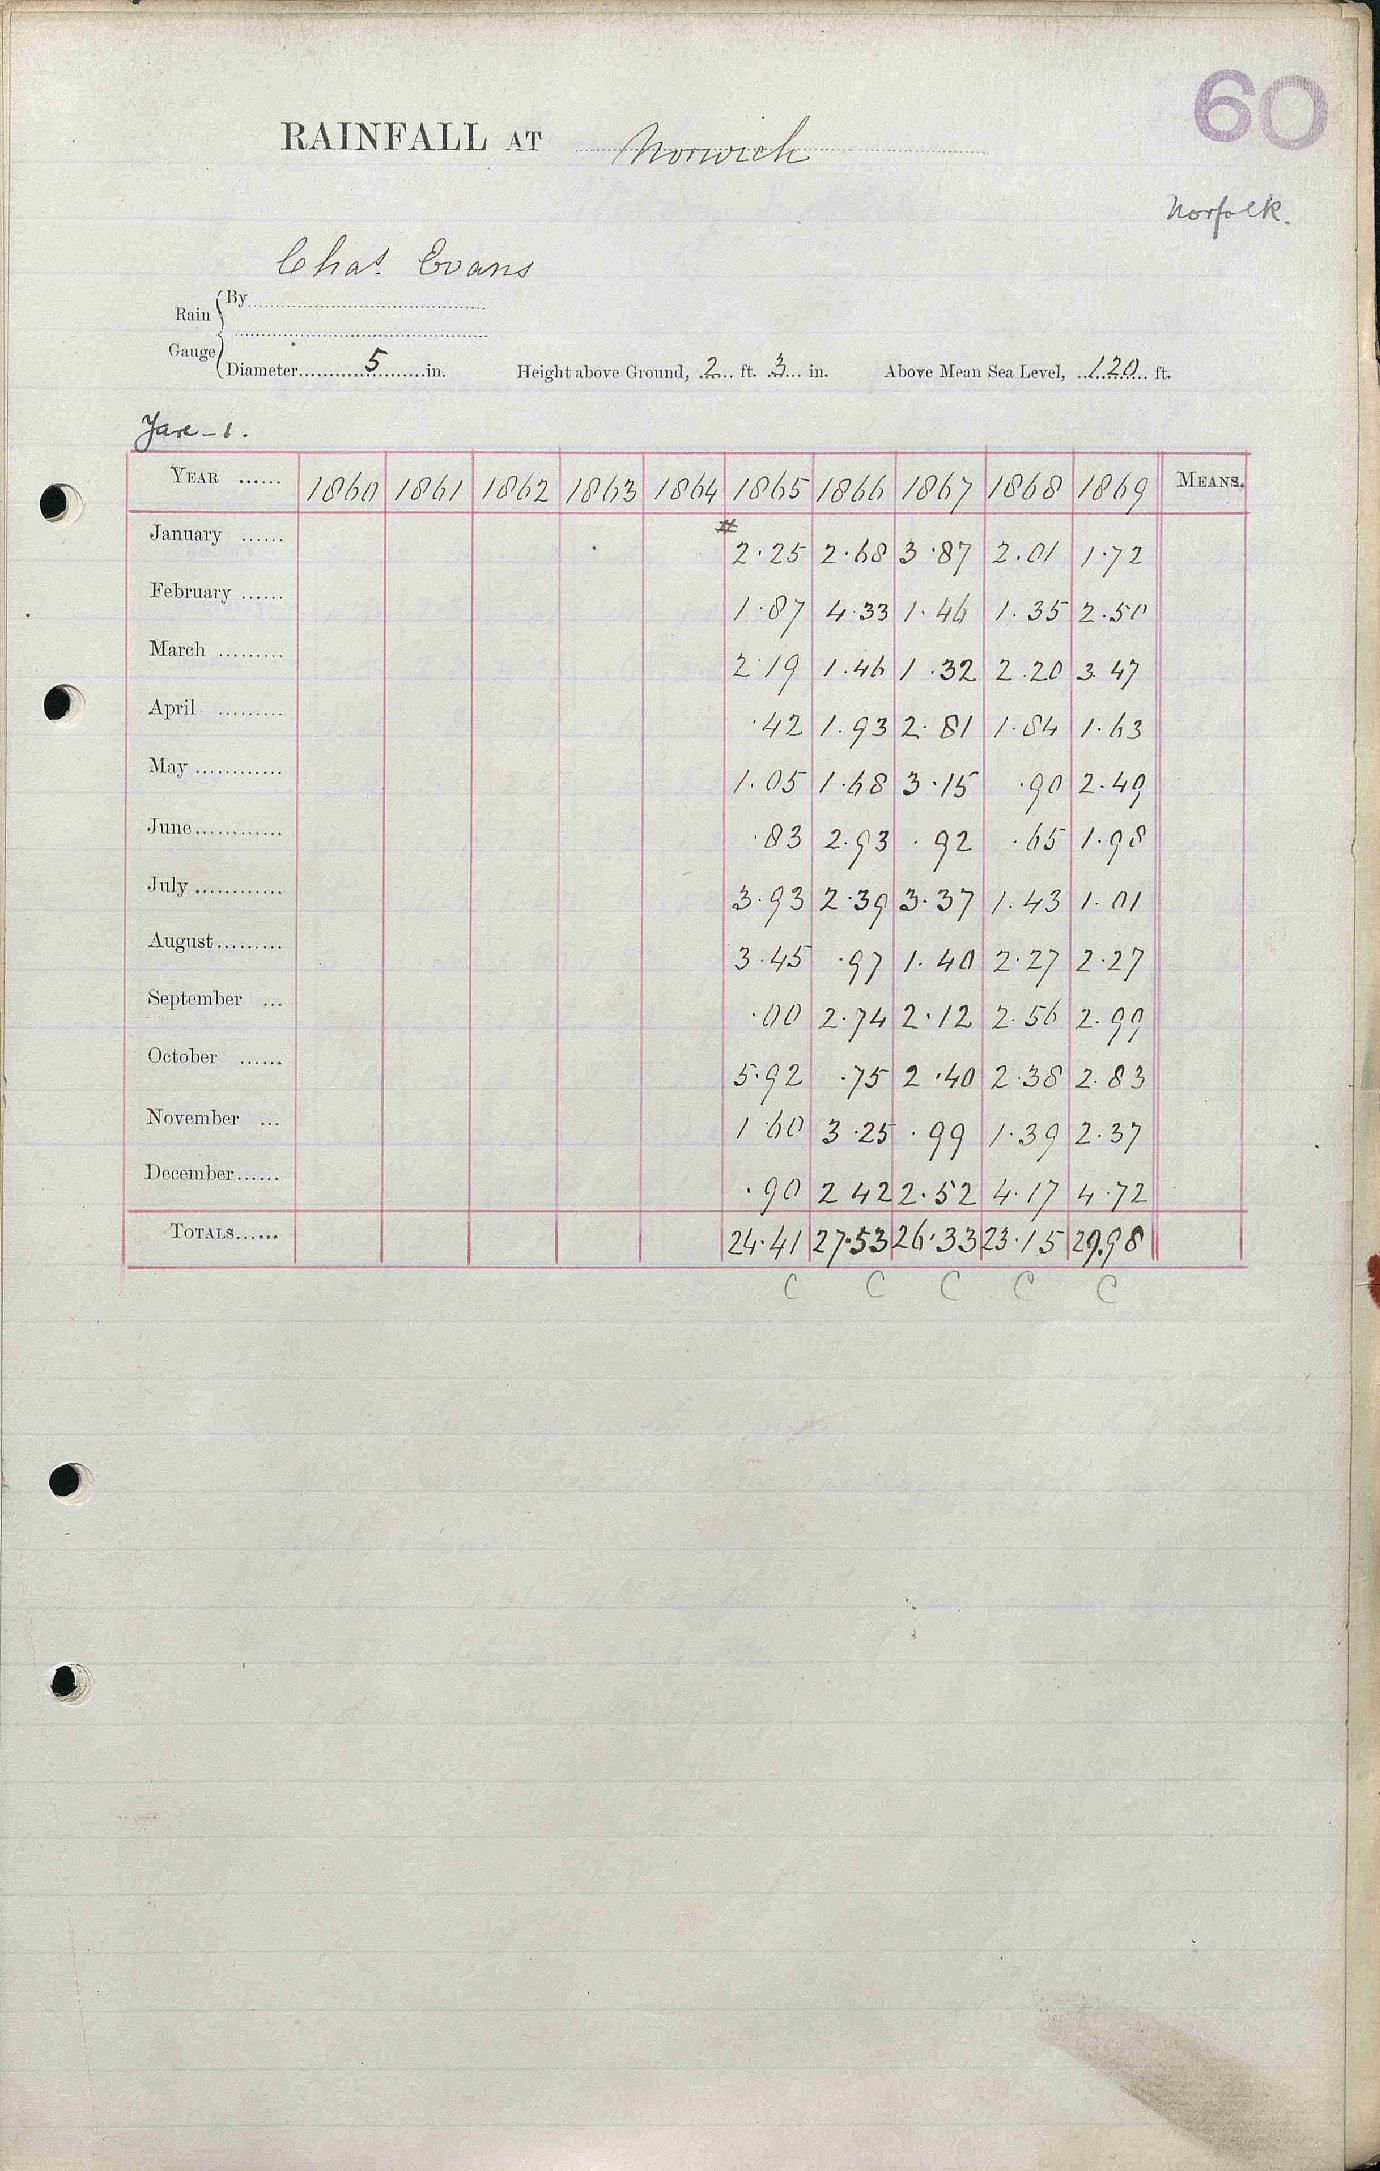 60
RAINFALL AT Norwich
Norfolk.
Chas. Evans
Rain Gauge { By
Diameter 5 in. Height above Ground, 2 ft. 3 in. Above Mean Sea Level, 120 ft.
Yare - 1.
YEAR ...... 1860 1861 1862 1863 1864 1865 1866 1867 1868 1869 MEANS.
January ...... # 2.25 2.68 3.87 2.01 1.72
February ...... 1.87 4.33 1.46 1.35 2.50
March ......... 2.19 1.46 1.32 2.20 3.47
April ......... .42 1.93 2.81 1.84 1.63
May ............ 1.05 1.68 3.15 .90 2.49
June ............ .83 2.93 .92 .65 1.98
July ............ 3.93 2.39 3.37 1.43 1.01
August ......... 3.45 .97 1.40 2.27 2.27
September ... .00 2.74 2.12 2.56 2.99
October ...... 5.92 .75 2.40 2.38 2.83
November ... 1.60 3.25 .99 1.39 2.37
December ...... .90 2 42 2.52 4.17 4.72
TOTALS ...... 24.41 27.53 26.33 23.15 29.98
C C C C C